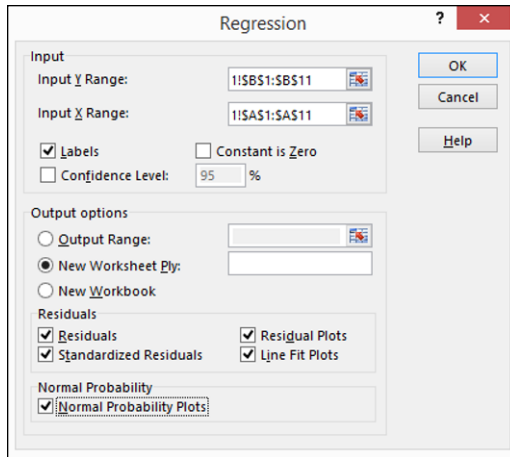 Regression
? ×
Input
Input Y Range: 1!$B$1:$B$11
OK
Input X Range: 1!$A$1:$A$11
Cancel
Labels Constant is Zero
Help
Confidence Level: 95 %
Output options
Output Range:
New Worksheet Ply:
New Workbook
Residuals
Residuals Residual Plots
Standardized Residuals Line Fit Plots
Normal Probability
Normal Probability Plots